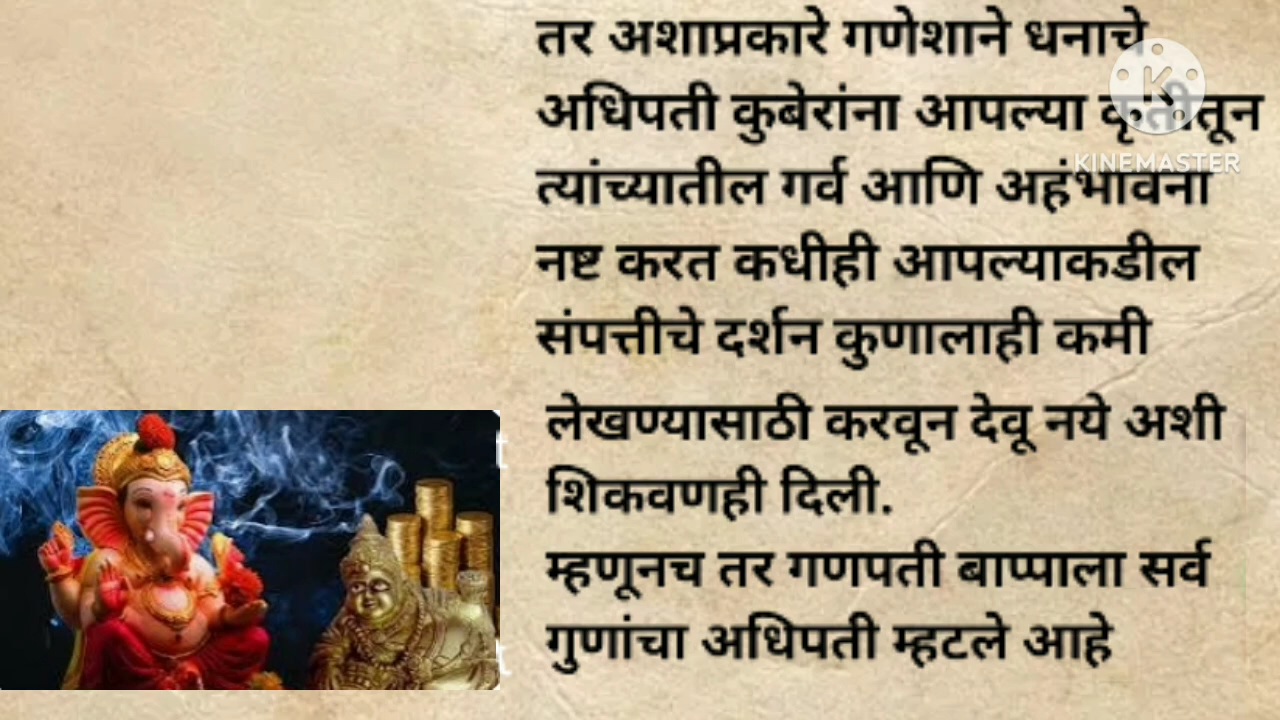 तर अशाप्रकारे गणेशाने धनाचे
अधिपती कुबेरांना आपल्या कृतीतून
त्यांच्यातील गर्व आणि अहंभावना
नष्ट करत कधीही आपल्याकडील
संपत्तीचे दर्शन कुणालाही कमी
लेखण्यासाठी करवून देवू नये अशी
शिकवणही दिली.
म्हणूनच तर गणपती बाप्पाला सर्व
गुणांचा अधिपती म्हटले आहे
K
KINEMASTER